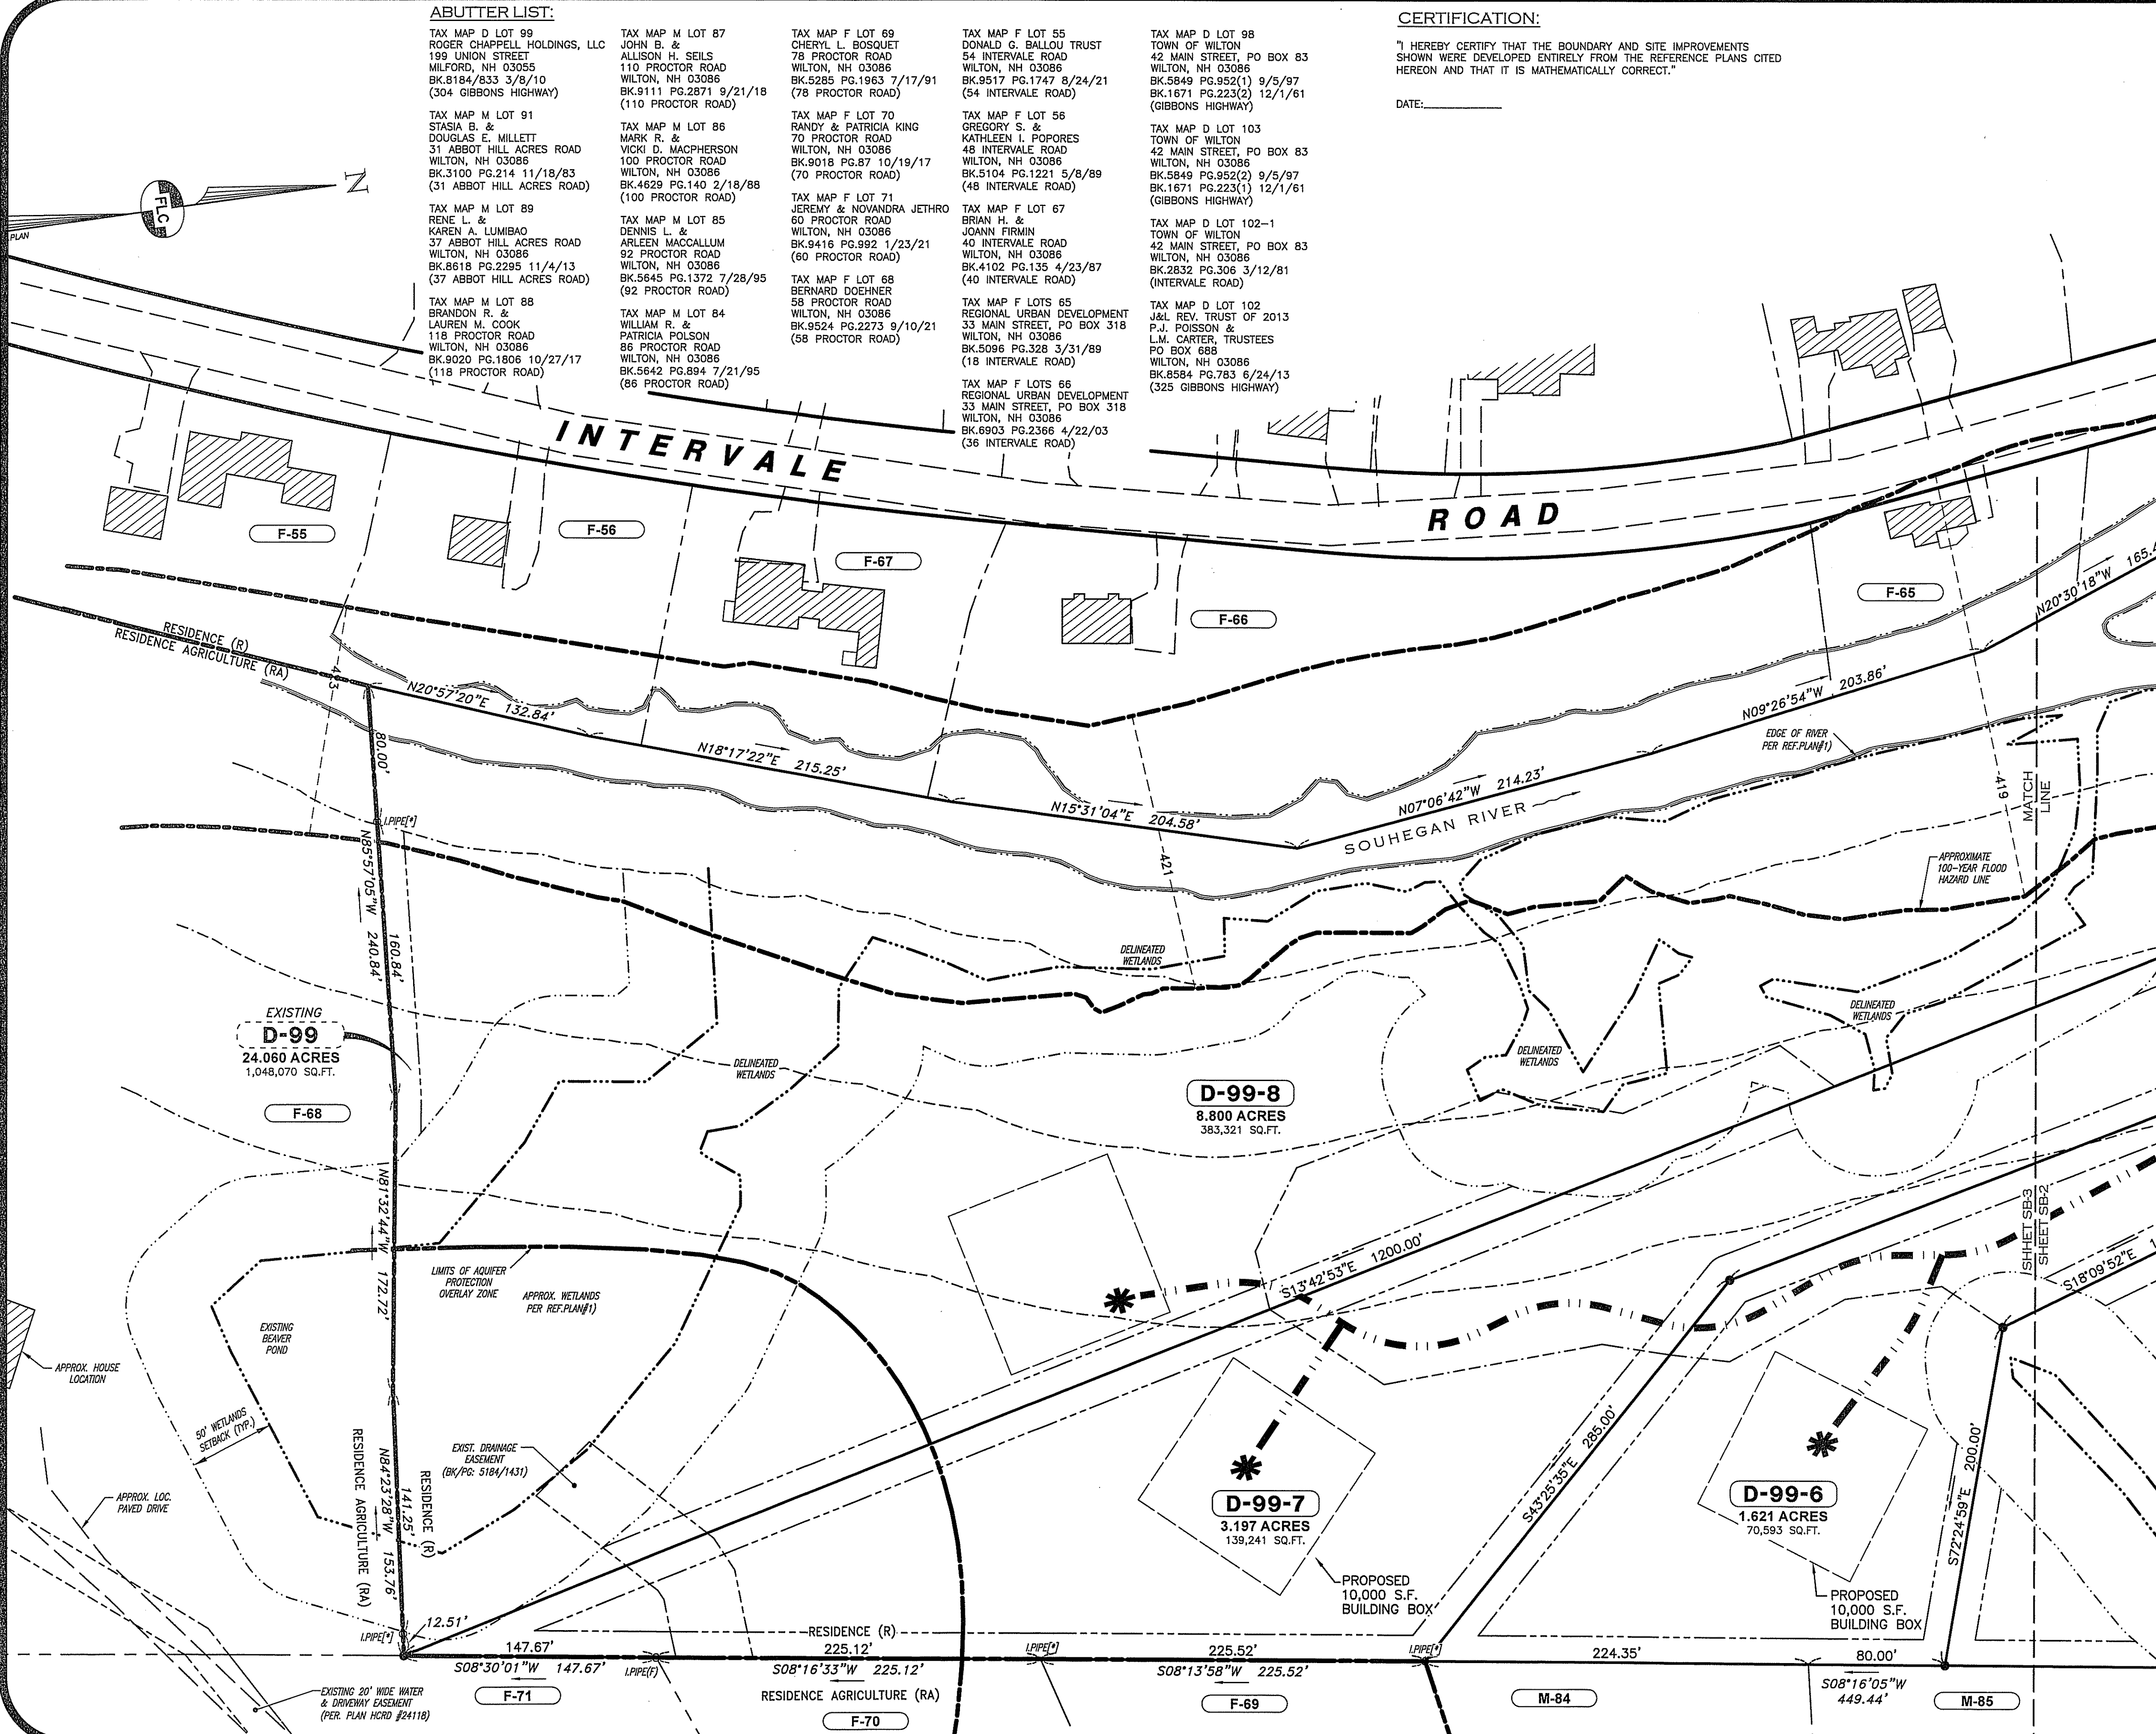 ABUTTER LIST:
TAX MAP D LOT 99
ROGER CHAPPELL HOLDINGS, LLC
199 UNION STREET
MILFORD, NH 03055
BK.8184/833 3/8/10
(304 GIBBONS HIGHWAY)
TAX MAP M LOT 91
STASIA B. &
DOUGLAS E. MILLETT
31 ABBOT HILL ACRES ROAD
WILTON, NH 03086
BK.3100 PG.214 11/18/83
(31 ABBOT HILL ACRES ROAD)
TAX MAP M LOT 89
RENE L. &
KAREN A. LUMIBAO
37 ABBOT HILL ACRES ROAD
WILTON, NH 03086
BK.8618 PG.2295 11/4/13
(37 ABBOT HILL ACRES ROAD)
TAX MAP M LOT 88
BRANDON R. &
LAUREN M. COOK
118 PROCTOR ROAD
WILTON, NH 03086
BK.9020 PG.1806 10/27/17
(118 PROCTOR ROAD)
TAX MAP M LOT 87
JOHN B. &
ALLISON H. SEILS
110 PROCTOR ROAD
WILTON, NH 03086
BK.9111 PG.2871 9/21/18
(110 PROCTOR ROAD)
TAX MAP M LOT 86
MARK R. &
VICKI D. MACPHERSON
100 PROCTOR ROAD
WILTON, NH 03086
BK.4629 PG.140 2/18/88
(100 PROCTOR ROAD)
TAX MAP M LOT 85
DENNIS L. &
ARLEEN MACCALLUM
92 PROCTOR ROAD
WILTON, NH 03086
BK.5645 PG.1372 7/28/95
(92 PROCTOR ROAD)
TAX MAP M LOT 84
WILLIAM R. &
PATRICIA POLSON
86 PROCTOR ROAD
WILTON, NH 03086
BK.5642 PG.894 7/21/95
(86 PROCTOR ROAD)
TAX MAP F LOT 69
CHERYL L. BOSQUET
78 PROCTOR ROAD
WILTON, NH 03086
BK.5285 PG.1963 7/17/91
(78 PROCTOR ROAD)
TAX MAP F LOT 70
RANDY & PATRICIA KING
70 PROCTOR ROAD
WILTON, NH 03086
BK.9018 PG.87 10/19/17
(70 PROCTOR ROAD)
TAX MAP F LOT 71
JEREMY & NOVANDRA JETHRO
60 PROCTOR ROAD
WILTON, NH 03086
BK.9416 PG.992 1/23/21
(60 PROCTOR ROAD)
TAX MAP F LOT 68
BERNARD DOEHNER
58 PROCTOR ROAD
WILTON, NH 03086
BK.9524 PG.2273 9/10/21
(58 PROCTOR ROAD)
TAX MAP F LOT 55
DONALD G. BALLOU TRUST
54 INTERVALE ROAD
WILTON, NH 03086
BK.9517 PG.1747 8/24/21
(54 INTERVALE ROAD)
TAX MAP F LOT 56
GREGORY S. &
KATHLEEN I. POPORES
48 INTERVALE ROAD
WILTON, NH 03086
BK.5104 PG.1221 5/8/89
(48 INTERVALE ROAD)
TAX MAP F LOT 67
BRIAN H. &
JOANN FIRMIN
40 INTERVALE ROAD
WILTON, NH 03086
BK.4102 PG.135 4/23/87
(40 INTERVALE ROAD)
TAX MAP F LOTS 65
REGIONAL URBAN DEVELOPMENT
33 MAIN STREET, PO BOX 318
WILTON, NH 03086
BK.5096 PG.328 3/31/89
(18 INTERVALE ROAD)
TAX MAP F LOTS 66
REGIONAL URBAN DEVELOPMENT
33 MAIN STREET, PO BOX 318
WILTON, NH 03086
BK.6903 PG.2366 4/22/03
(36 INTERVALE ROAD)
TAX MAP D LOT 98
TOWN OF WILTON
42 MAIN STREET, PO BOX 83
WILTON, NH 03086
BK.5849 PG.952(1) 9/5/97
BK.1671 PG.223(2) 12/1/61
(GIBBONS HIGHWAY)
TAX MAP D LOT 103
TOWN OF WILTON
42 MAIN STREET, PO BOX 83
WILTON, NH 03086
BK.5849 PG.952(2) 9/5/97
BK.1671 PG.223(1) 12/1/61
(GIBBONS HIGHWAY)
TAX MAP D LOT 102-1
TOWN OF WILTON
42 MAIN STREET, PO BOX 83
WILTON, NH 03086
BK.2832 PG.306 3/12/81
(INTERVALE ROAD)
TAX MAP D LOT 102
J&L REV. TRUST OF 2013
P.J. POISSON &
L.M. CARTER, TRUSTEES
PO BOX 688
WILTON, NH 03086
BK.8584 PG.783 6/24/13
(325 GIBBONS HIGHWAY)
CERTIFICATION:
"I HEREBY CERTIFY THAT THE BOUNDARY AND SITE IMPROVEMENTS
SHOWN WERE DEVELOPED ENTIRELY FROM THE REFERENCE PLANS CITED
HEREON AND THAT IT IS MATHEMATICALLY CORRECT."
DATE:
N
FLC
PLAN
INTERVALE ROAD
F-55
F-56
F-67
F-66
F-65
RESIDENCE (R)
RESIDENCE AGRICULTURE (RA)
N20°57'20"E 132.84'
N18°17'22"E 215.25'
N15°31'04"E 204.58'
N07°06'42"W 214.23'
N09°26'54"W 203.86'
N20°30'18"W 165.4
SOUHEGAN RIVER
EDGE OF RIVER
PER REF.PLAN#1)
421
419
MATCH
LINE
APPROXIMATE
100-YEAR FLOOD
HAZARD LINE
80.00'
I.PIPE[*]
N85°57'05"W 240.84'
160.84'
EXISTING
D-99
24.060 ACRES
1,048,070 SQ.FT.
F-68
DELINEATED
WETLANDS
DELINEATED
WETLANDS
DELINEATED
WETLANDS
DELINEATED
WETLANDS
D-99-8
8.800 ACRES
383,321 SQ.FT.
N81°32'44"W 172.72'
LIMITS OF AQUIFER
PROTECTION
OVERLAY ZONE
APPROX. WETLANDS
PER REF.PLAN#1)
EXISTING
BEAVER
POND
APPROX. HOUSE
LOCATION
50' WETLANDS
SETBACK (TYP.)
EXIST. DRAINAGE
EASEMENT
(BK/PG: 5184/1431)
APPROX. LOC.
PAVED DRIVE
RESIDENCE AGRICULTURE (RA)
N84°23'28"W 153.76'
141.25'
RESIDENCE (R)
S13°42'53"E 1200.00'
S43°25'35"E 285.00'
S72°24'59"E 200.00'
S18°09'52"E 1
SHHET SB-3
SHEET SB-2
D-99-7
3.197 ACRES
139,241 SQ.FT.
PROPOSED
10,000 S.F.
BUILDING BOX
D-99-6
1.621 ACRES
70,593 SQ.FT.
PROPOSED
10,000 S.F.
BUILDING BOX
12.51'
I.PIPE[*]
147.67'
S08°30'01"W 147.67'
I.PIPE(F)
RESIDENCE (R)
225.12'
S08°16'33"W 225.12'
RESIDENCE AGRICULTURE (RA)
I.PIPE[*]
225.52'
S08°13'58"W 225.52'
I.PIPE[*]
224.35'
80.00'
S08°16'05"W
449.44'
F-71
F-70
F-69
M-84
M-85
EXISTING 20' WIDE WATER
& DRIVEWAY EASEMENT
(PER. PLAN HCRD #24118)